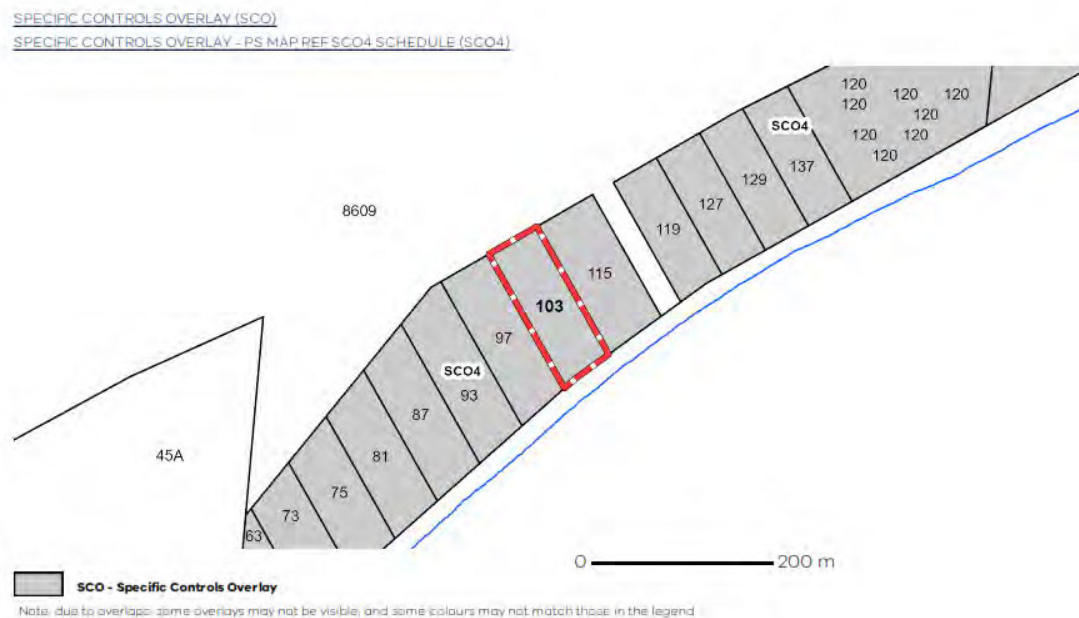 SPECIFIC CONTROLS OVERLAY (SCO)
SPECIFIC CONTROLS OVERLAY - PS MAP REF SCO4 SCHEDULE (SCO4)
120
120
120
120
120
120
120
120
SCO4
137
129
127
119
8609
115
103
97
SCO4
93
87
81
45A
75
73
63
0 200 m
SCO - Specific Controls Overlay
Note: due to overlaps, some overlays may not be visible, and some colours may not match those in the legend